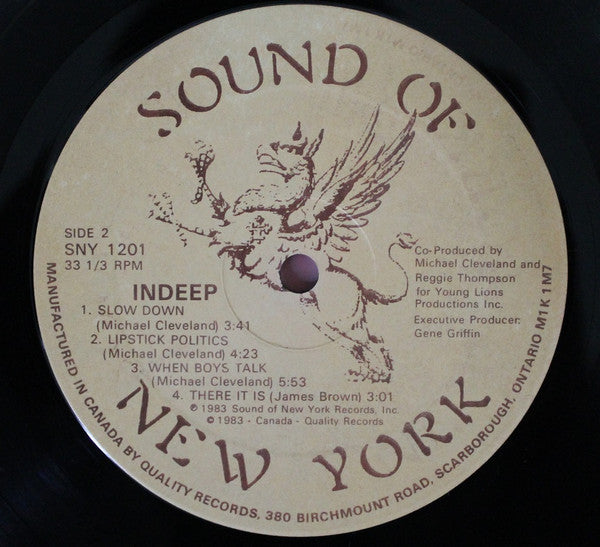 SOUND OF
SIDE 2
SNY 1201
33 1/3 RPM
Co-Produced by
Michael Cleveland and
Reggie Thompson
for Young Lions
Productions Inc.
Executive Producer:
Gene Griffin
INDEEP
1. SLOW DOWN
(Michael Cleveland) 3:41
2. LIPSTICK POLITICS
(Michael Cleveland) 4:23
3. WHEN BOYS TALK
(Michael Cleveland) 5:53
4. THERE IT IS (James Brown) 3:01
℗ 1983 Sound of New York Records, Inc.
© 1983 - Canada - Quality Records
NEW YORK
MANUFACTURED IN CANADA BY QUALITY RECORDS, 380 BIRCHMOUNT ROAD, SCARBOROUGH, ONTARIO M1K 1M7